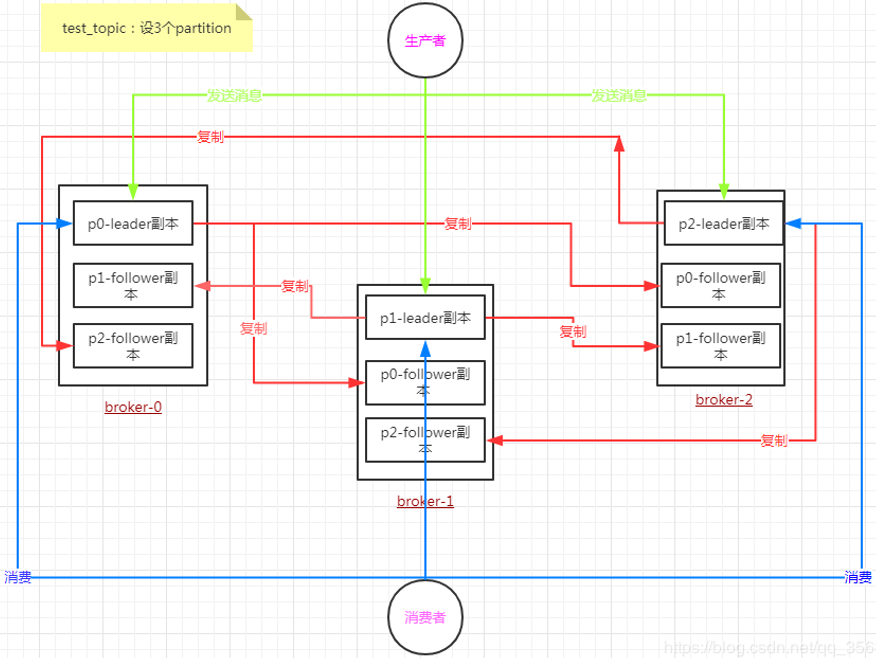 test_topic：设3个partition
生产者
发送消息
发送消息
复制
p0-leader副本
p1-follower副
本
p2-follower副
本
broker-0
复制
复制
复制
p1-leader副本
p0-follower副
本
p2-follower副
本
broker-1
复制
p2-leader副本
p0-follower副
本
p1-follower副
本
broker-2
复制
消费
消费
消费者
https://blog.csdn.net/qq_356